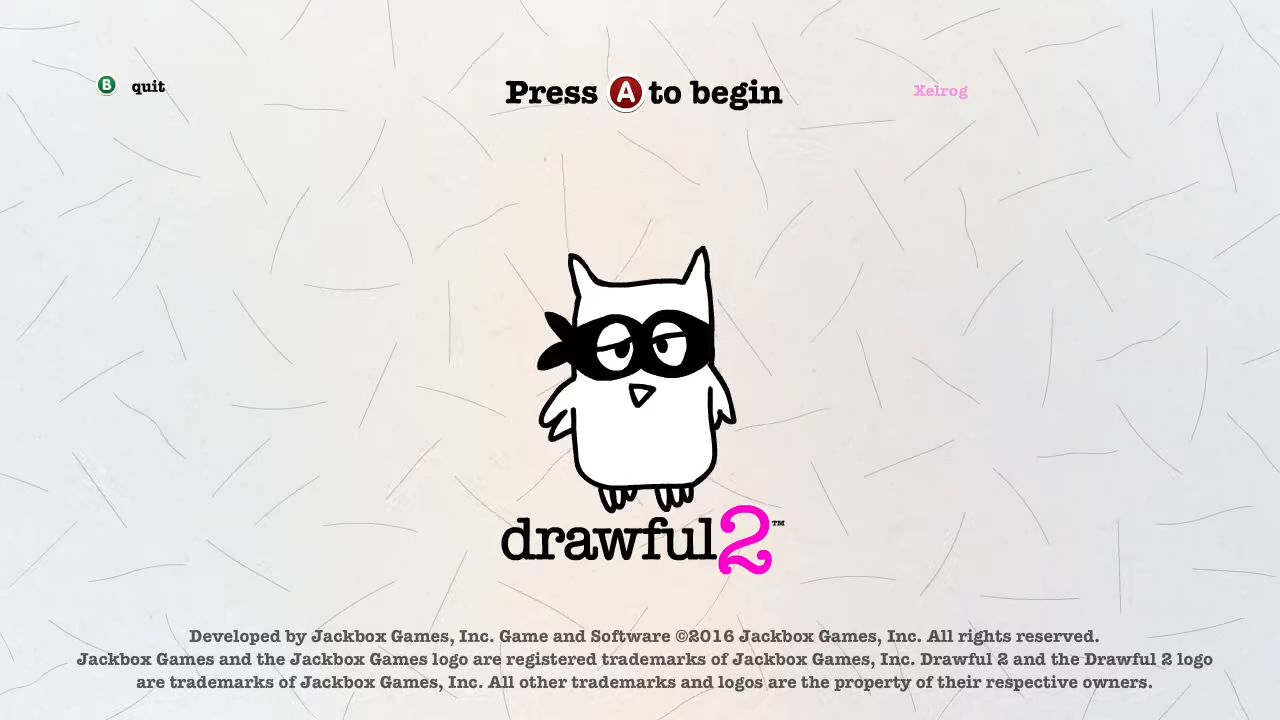 B quit
Press A to begin
Xelrog
drawful 2™
Developed by Jackbox Games, Inc. Game and Software ©2016 Jackbox Games, Inc. All rights reserved.
Jackbox Games and the Jackbox Games logo are registered trademarks of Jackbox Games, Inc. Drawful 2 and the Drawful 2 logo
are trademarks of Jackbox Games, Inc. All other trademarks and logos are the property of their respective owners.